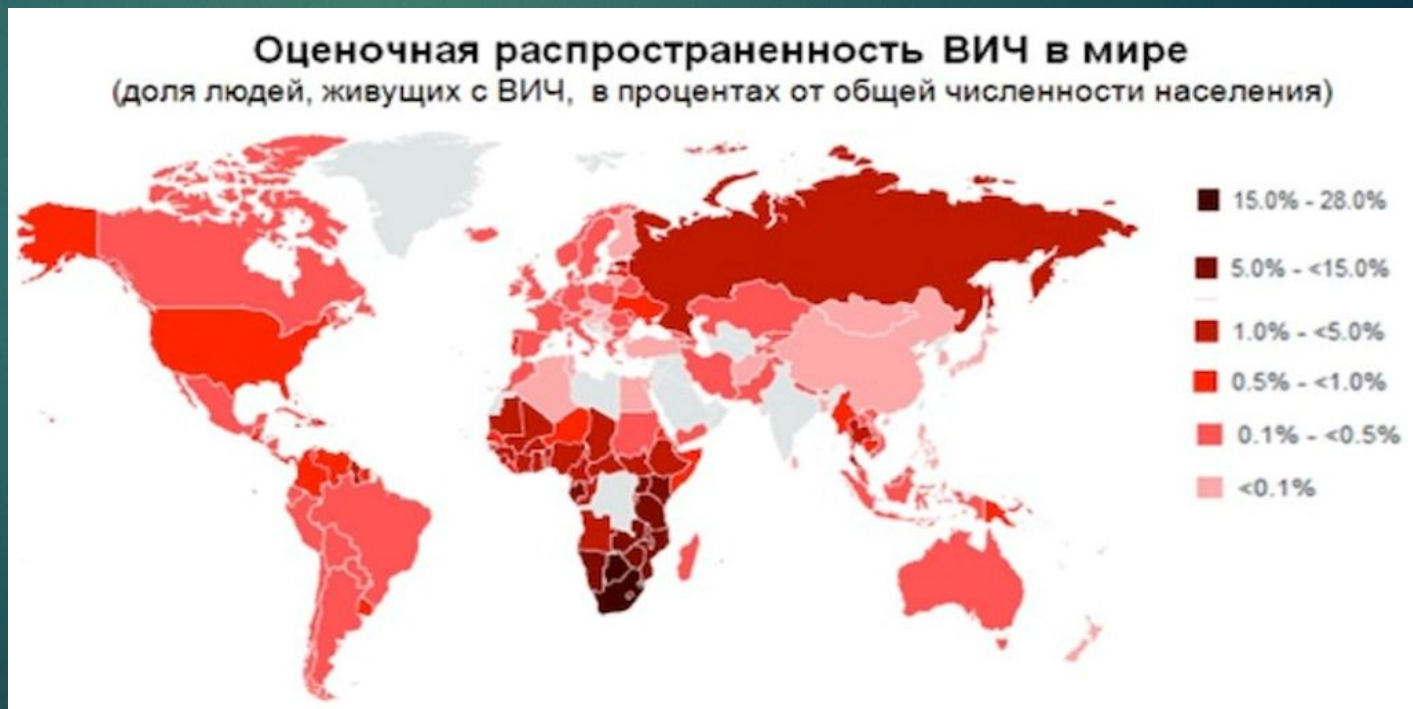 Оценочная распространенность ВИЧ в мире
(доля людей, живущих с ВИЧ, в процентах от общей численности населения)
15.0% - 28.0%
5.0% - <15.0%
1.0% - <5.0%
0.5% - <1.0%
0.1% - <0.5%
<0.1%